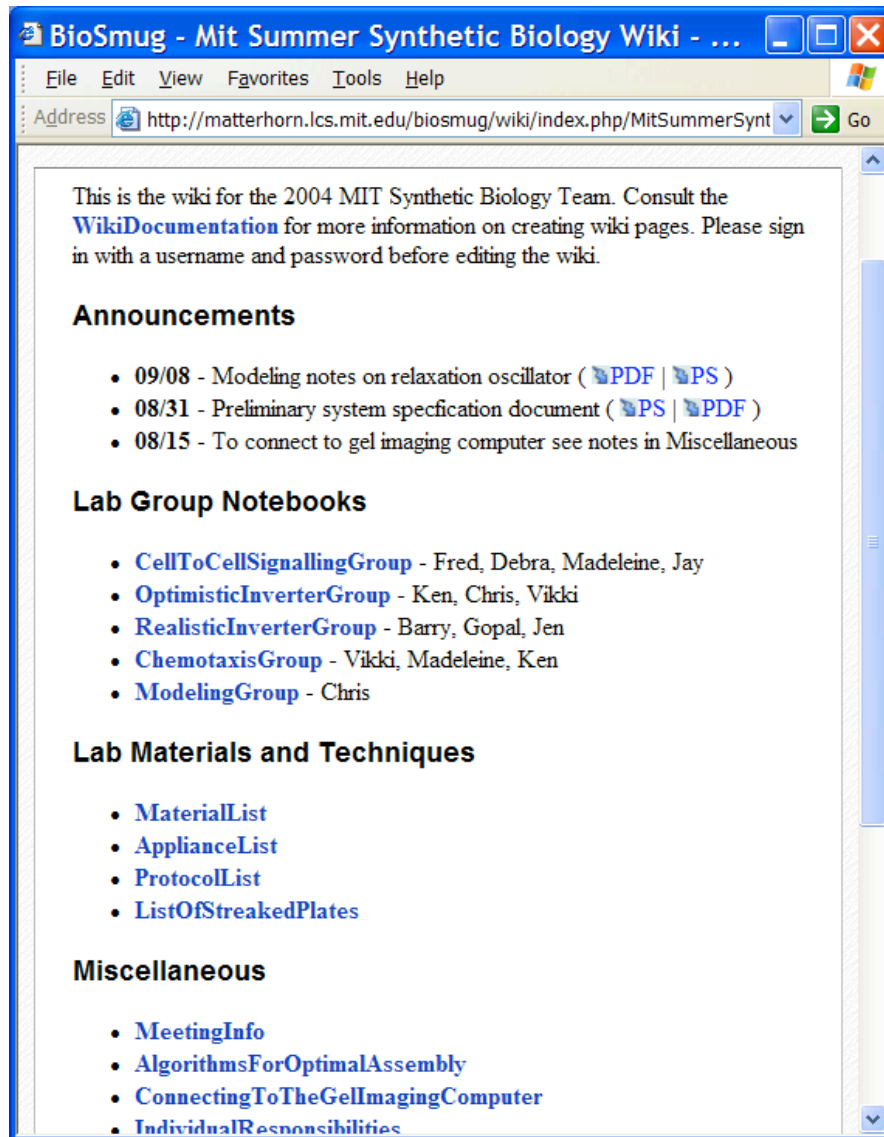 BioSmug - Mit Summer Synthetic Biology Wiki - ...
File Edit View Favorites Tools Help
Address http://matterhorn.lcs.mit.edu/biosmug/wiki/index.php/MitSummerSynt Go
This is the wiki for the 2004 MIT Synthetic Biology Team. Consult the
WikiDocumentation for more information on creating wiki pages. Please sign
in with a username and password before editing the wiki.
Announcements
• 09/08 - Modeling notes on relaxation oscillator ( PDF | PS )
• 08/31 - Preliminary system specfication document ( PS | PDF )
• 08/15 - To connect to gel imaging computer see notes in Miscellaneous
Lab Group Notebooks
• CellToCellSignallingGroup - Fred, Debra, Madeleine, Jay
• OptimisticInverterGroup - Ken, Chris, Vikki
• RealisticInverterGroup - Barry, Gopal, Jen
• ChemotaxisGroup - Vikki, Madeleine, Ken
• ModelingGroup - Chris
Lab Materials and Techniques
• MaterialList
• ApplianceList
• ProtocolList
• ListOfStreakedPlates
Miscellaneous
• MeetingInfo
• AlgorithmsForOptimalAssembly
• ConnectingToTheGelImagingComputer
• IndividualResponsibilities